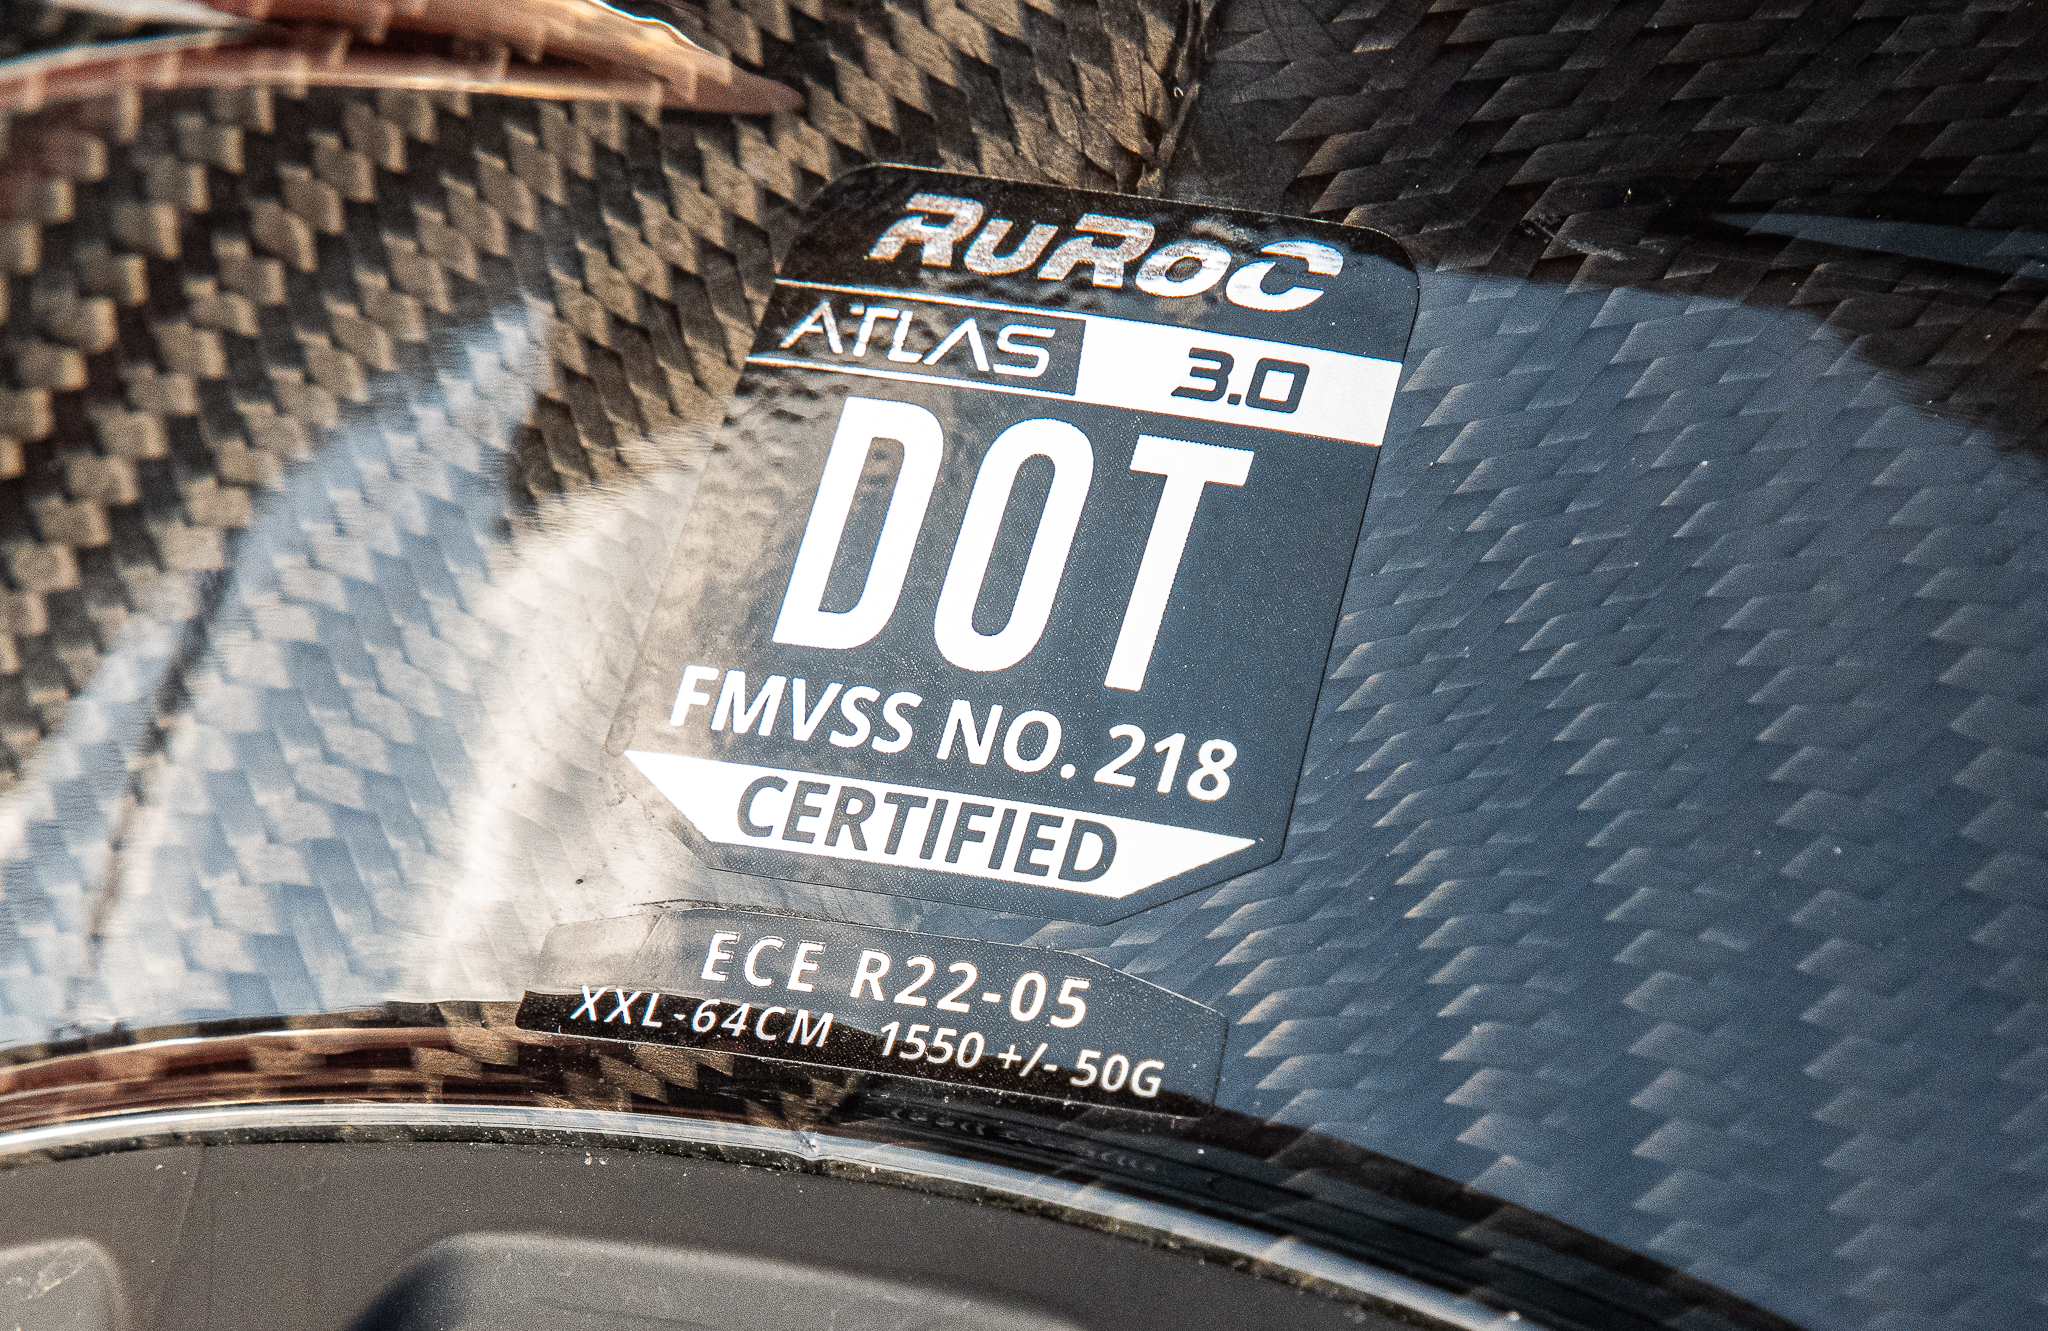 RUROC
ATLAS 3.0
DOT
FMVSS NO. 218
CERTIFIED
ECE R22-05
XXL-64CM 1550 +/- 50G